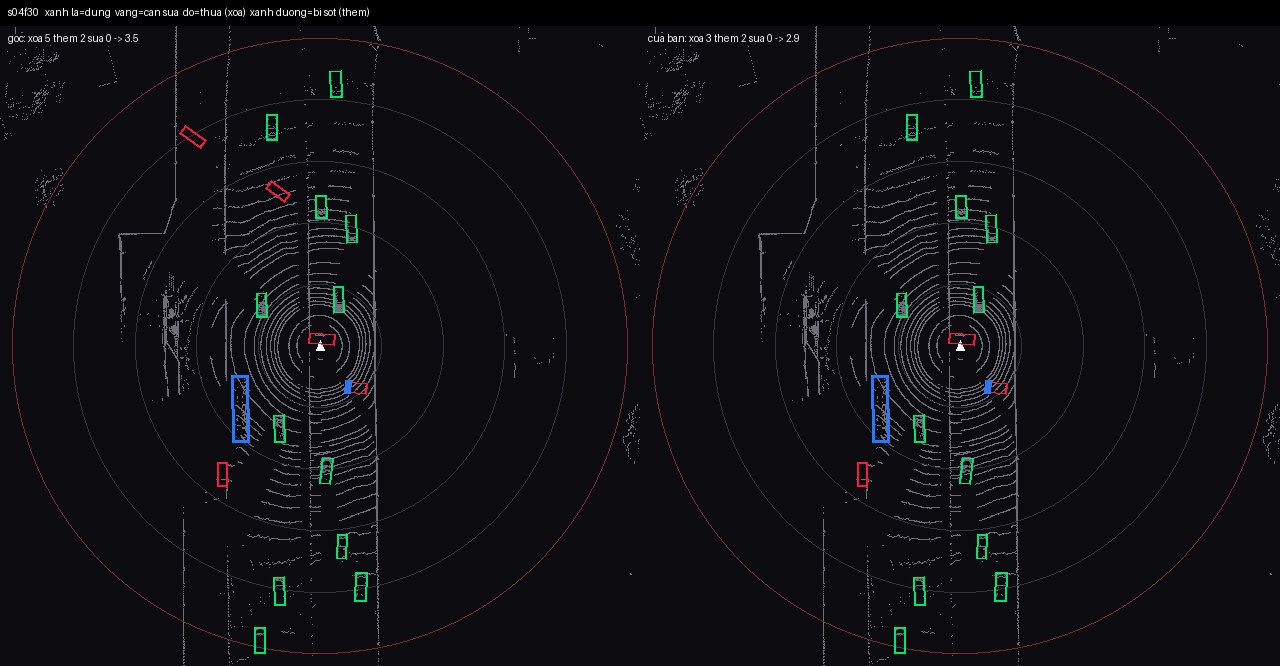 s04f30 xanh la=dung vang=can sua do=thua (xoa) xanh duong=bi sot (them)
goc: xoa 5 them 2 sua 0 -> 3.5
cua ban: xoa 3 them 2 sua 0 -> 2.9